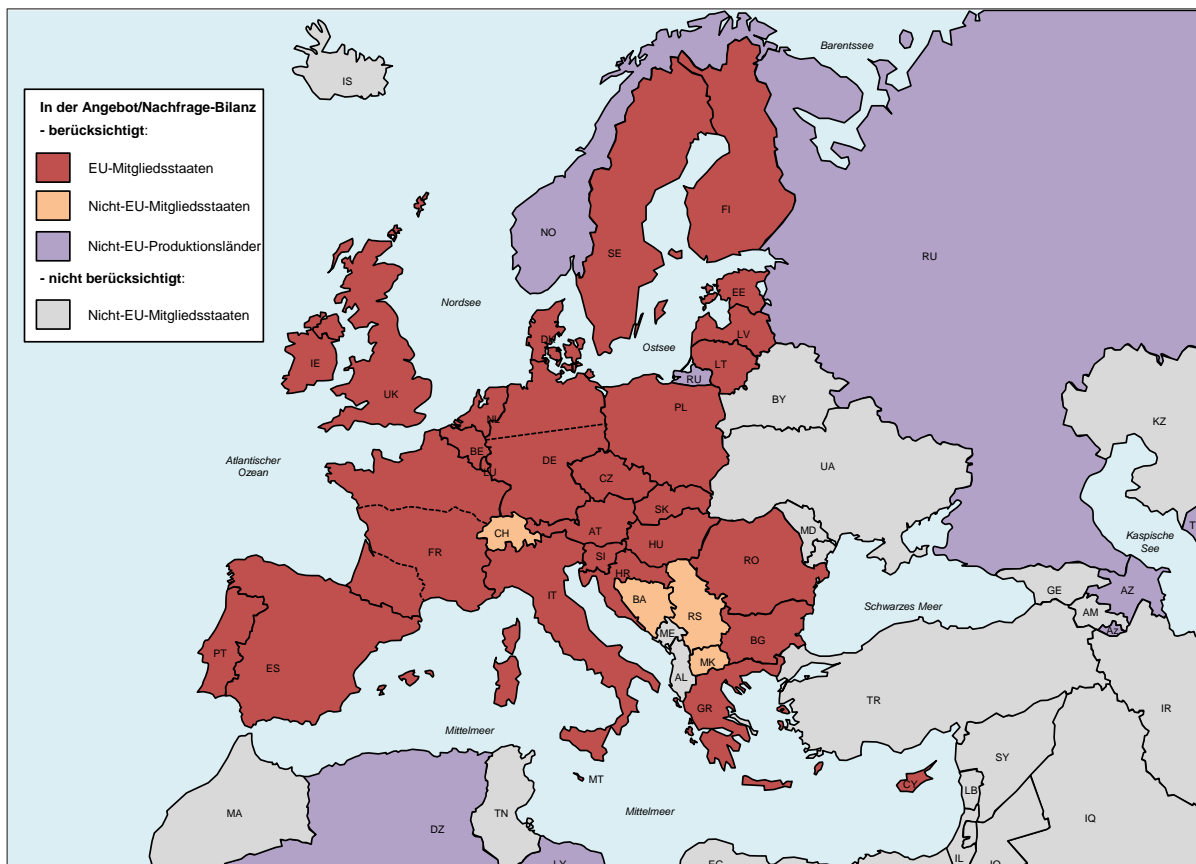 Barentssee
IS
In der Angebot/Nachfrage-Bilanz
- berücksichtigt:
EU-Mitgliedsstaaten
Nicht-EU-Mitgliedsstaaten
Nicht-EU-Produktionsländer
- nicht berücksichtigt:
Nicht-EU-Mitgliedsstaaten
FI
NO
SE
RU
EE
Nordsee
LV
DK
Ostsee
IE
LT
RU
UK
NL
PL
BY
KZ
BE
DE
UA
Atlantischer
Ozean
LU
CZ
SK
AT
MD
CH
Kaspische
See
FR
SI
HU
RO
HR
IT
BA
RS
GE
AZ
Schwarzes Meer
AM
Az
ME
BG
PT
ES
MK
AL
GR
TR
IR
Mittelmeer
SY
MT
CY
LB
MA
Mittelmeer
TN
IQ
DZ
IL